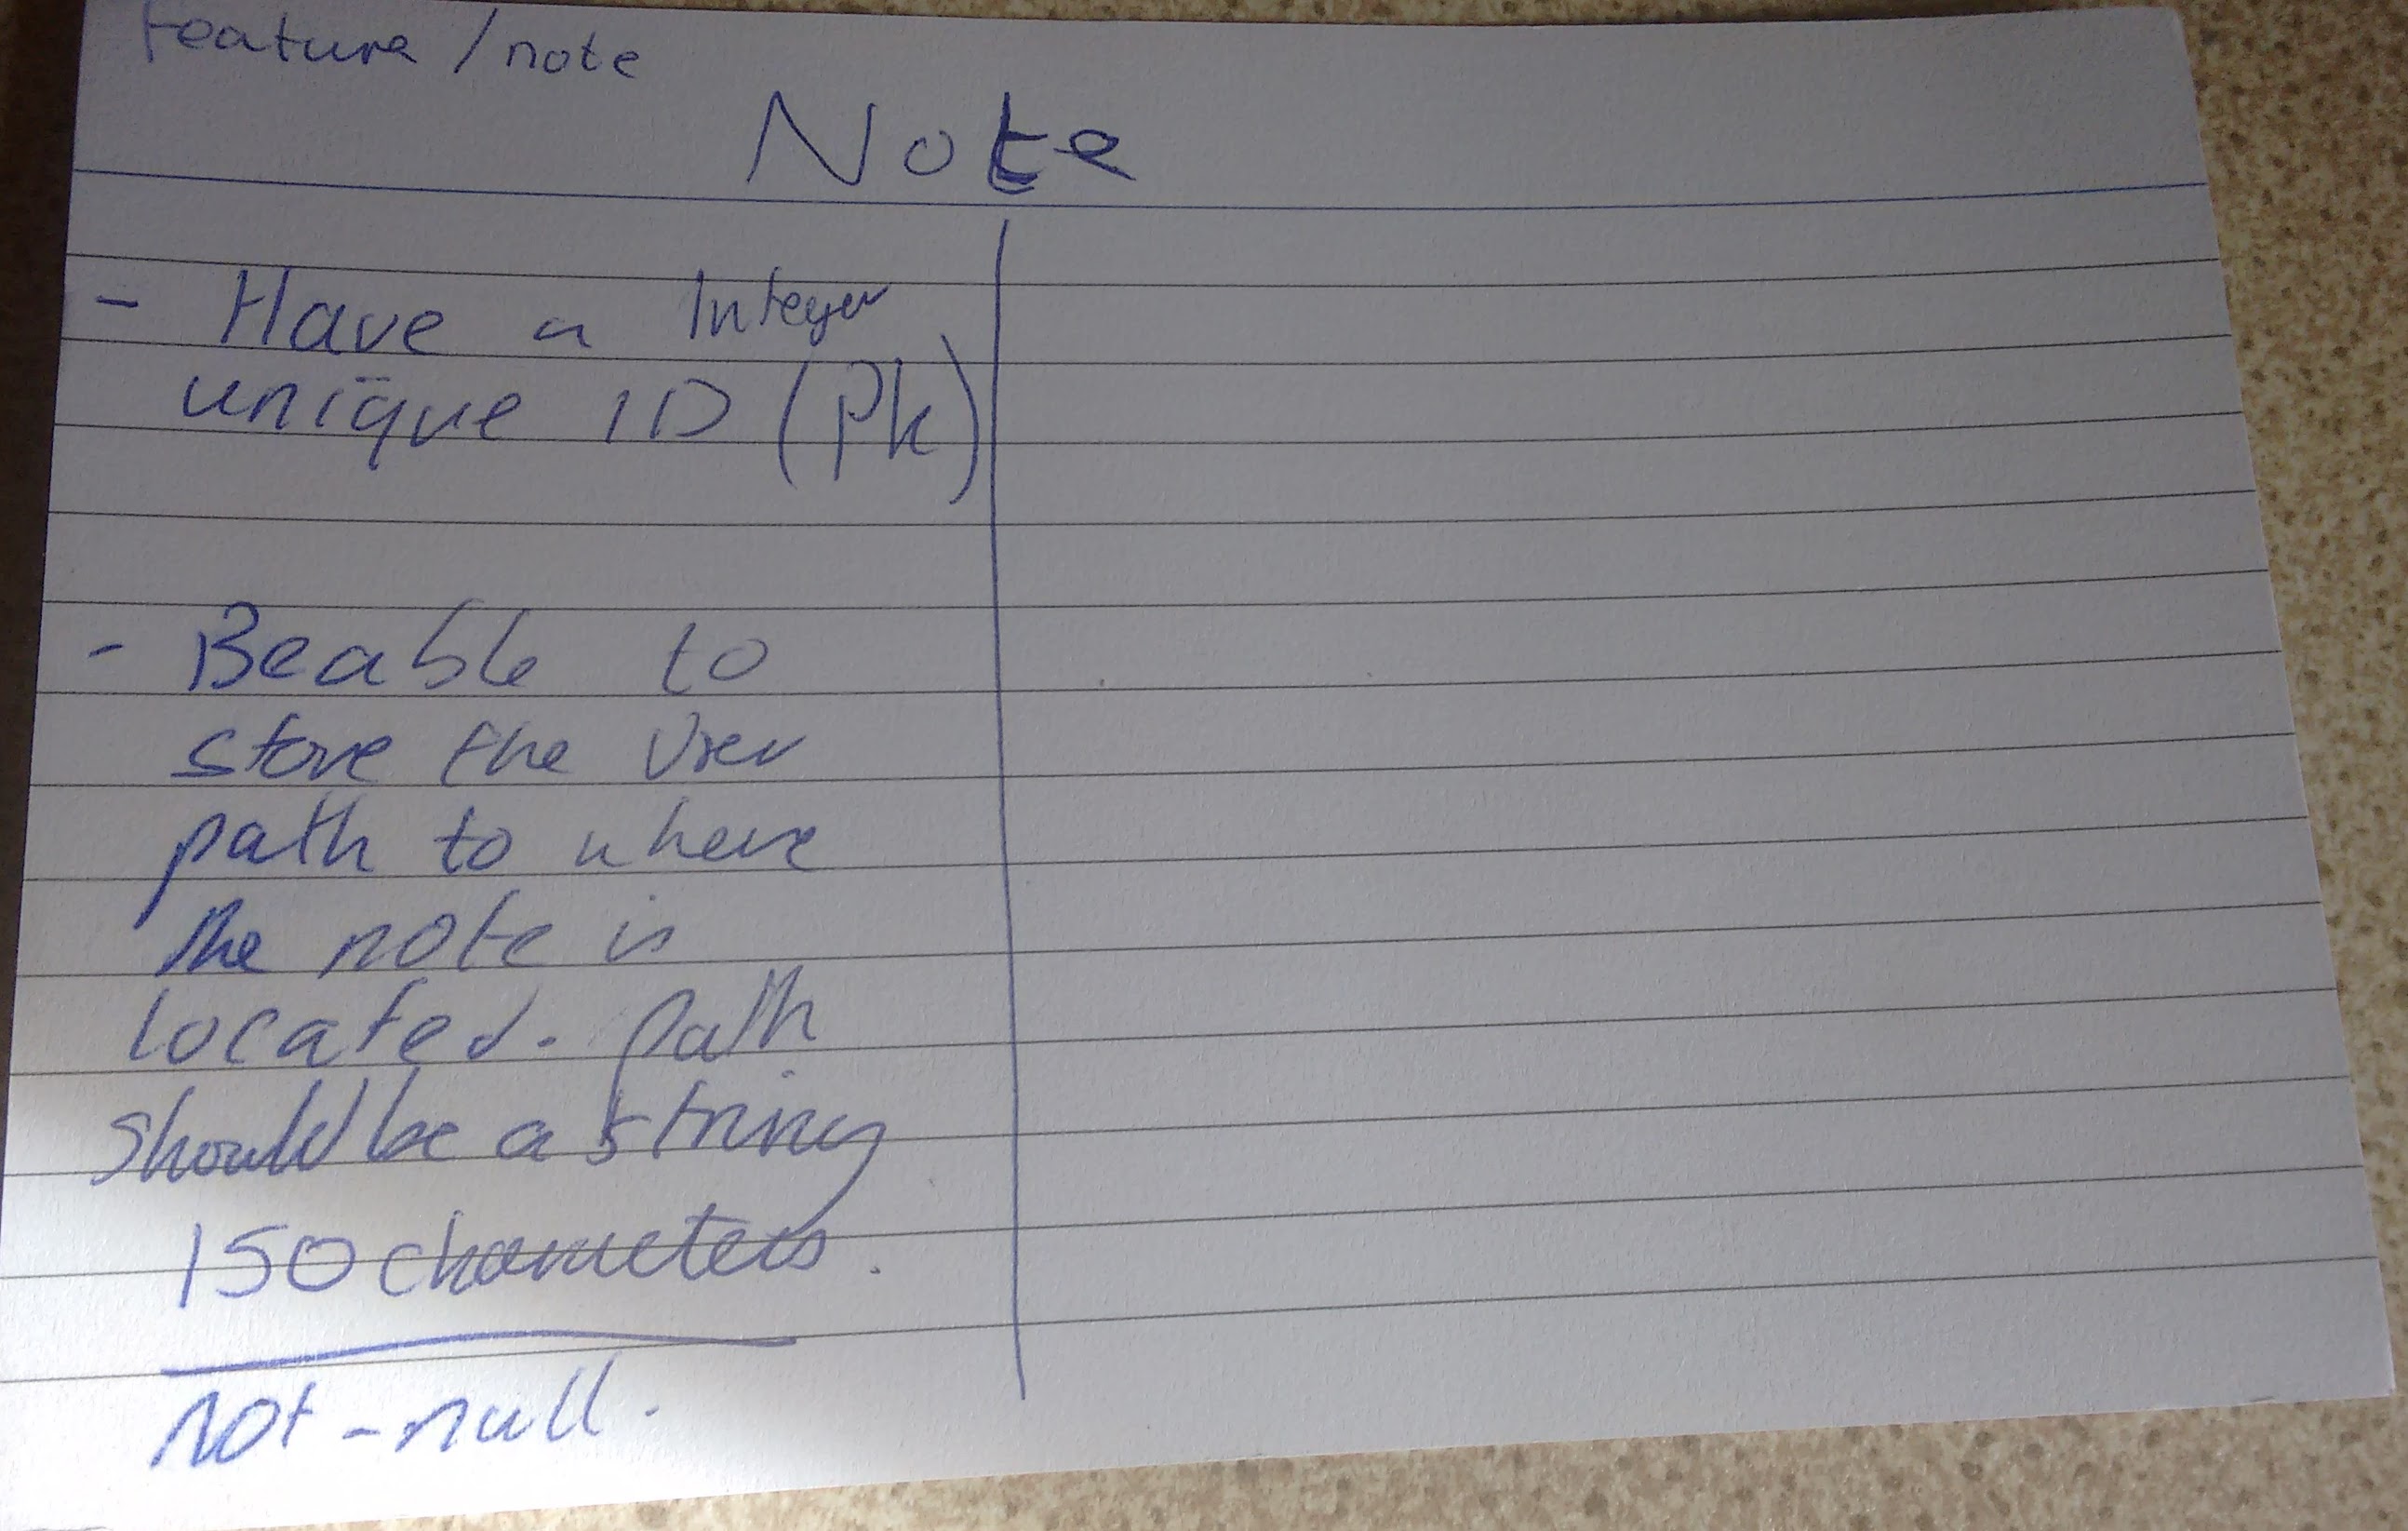 feature/note
Note
- Have a Integer
unique ID (Pk)
- Beable to
store the User
path to where
the note is
located. Path
should be a string
150 characters.
not-null.